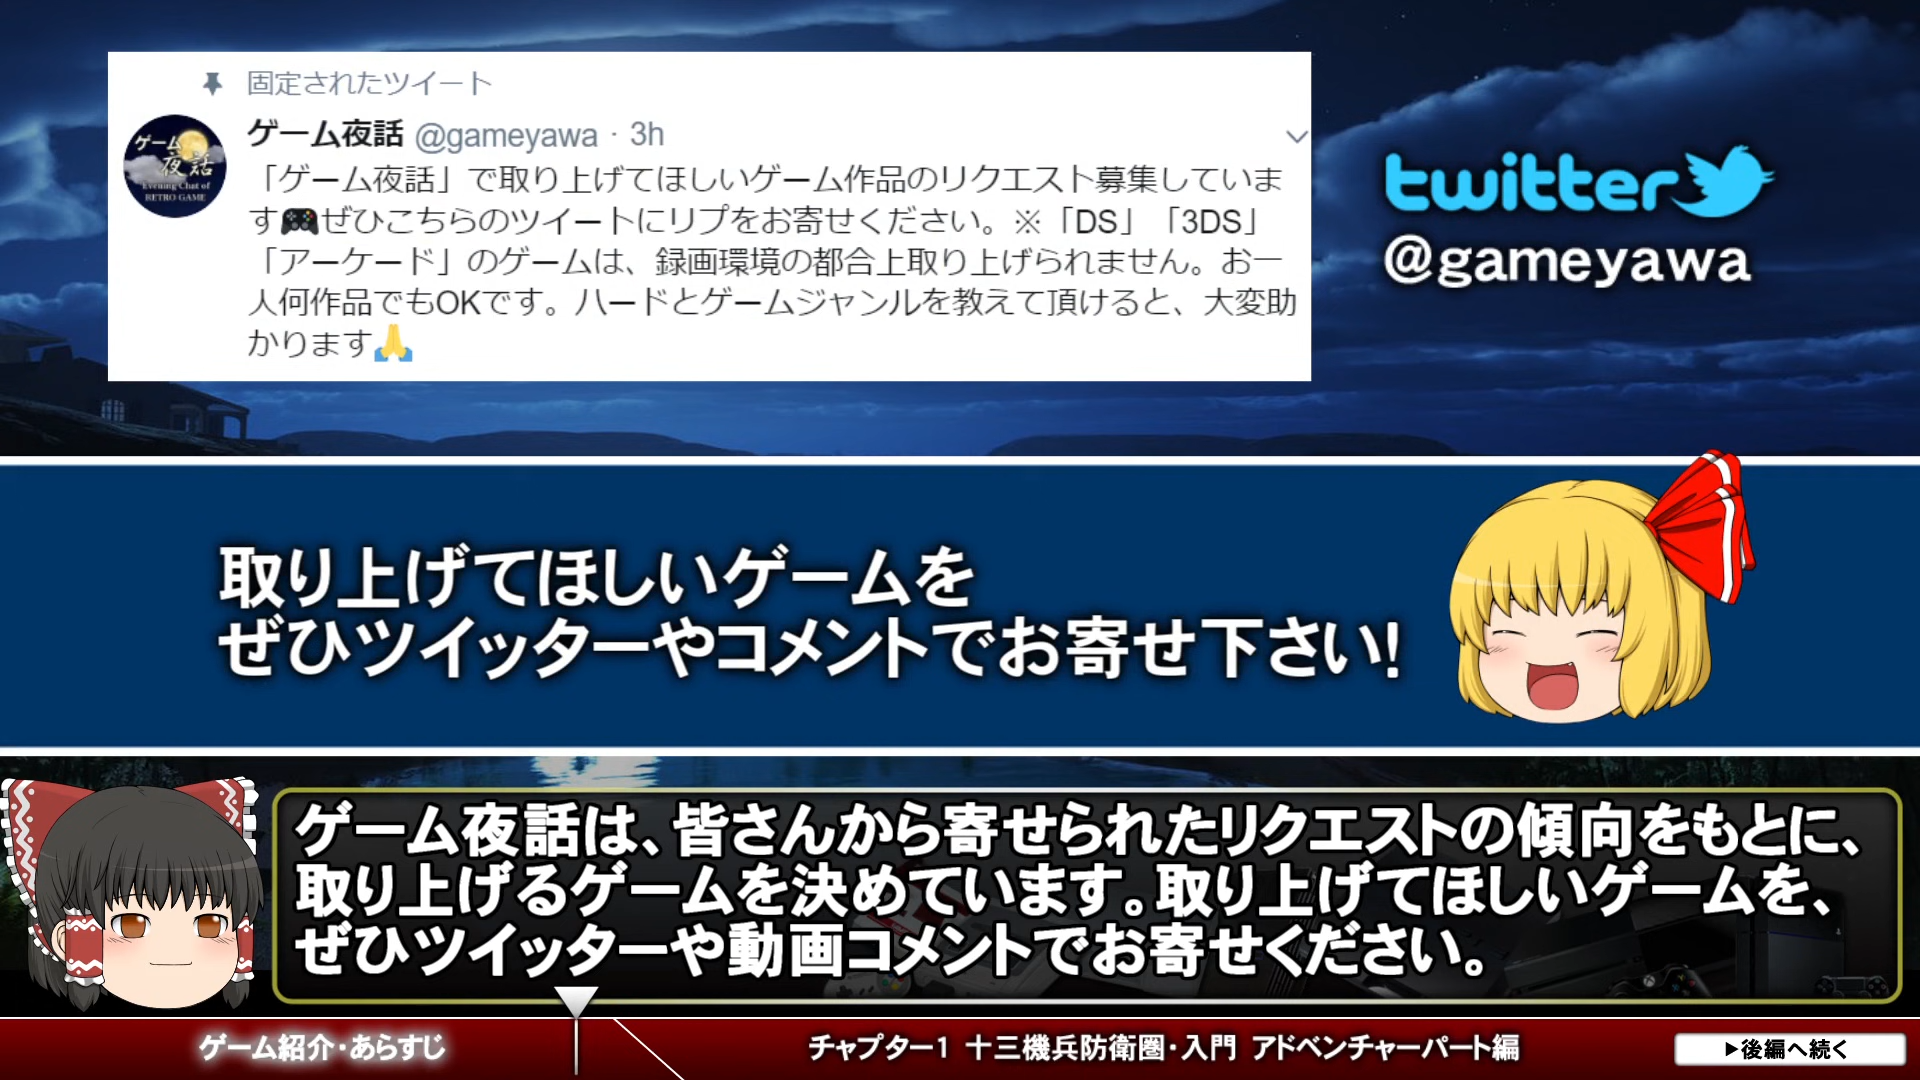 固定されたツイート
ゲーム夜話 @gameyawa · 3h
ゲーム
夜話
Evening Chat of
RETRO GAME
「ゲーム夜話」で取り上げてほしいゲーム作品のリクエスト募集していま
す🎮ぜひこちらのツイートにリプをお寄せください。※「DS」「3DS」
「アーケード」のゲームは、録画環境の都合上取り上げられません。お一
人何作品でもOKです。ハードとゲームジャンルを教えて頂けると、大変助
かります🙏
twitter
@gameyawa
取り上げてほしいゲームを
ぜひツイッターやコメントでお寄せ下さい!
ゲーム夜話は、皆さんから寄せられたリクエストの傾向をもとに、
取り上げるゲームを決めています。取り上げてほしいゲームを、
ぜひツイッターや動画コメントでお寄せください。
ゲーム紹介・あらすじ
チャプター1 十三機兵防衛圏・入門 アドベンチャーパート編
▶後編へ続く